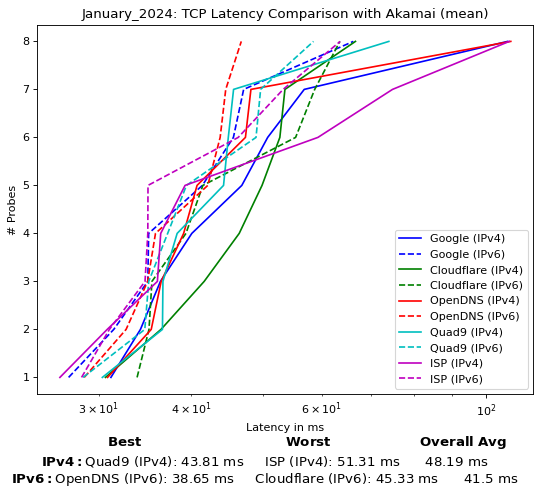 January_2024: TCP Latency Comparison with Akamai (mean)
# Probes
8
7
6
5
4
3
2
1
Google (IPv4)
Google (IPv6)
Cloudflare (IPv4)
Cloudflare (IPv6)
OpenDNS (IPv4)
OpenDNS (IPv6)
Quad9 (IPv4)
Quad9 (IPv6)
ISP (IPv4)
ISP (IPv6)
3 × 10¹ 4 × 10¹ 6 × 10¹ 10²
Latency in ms
Best Worst Overall Avg
IPv4: Quad9 (IPv4): 43.81 ms ISP (IPv4): 51.31 ms 48.19 ms
IPv6: OpenDNS (IPv6): 38.65 ms Cloudflare (IPv6): 45.33 ms 41.5 ms